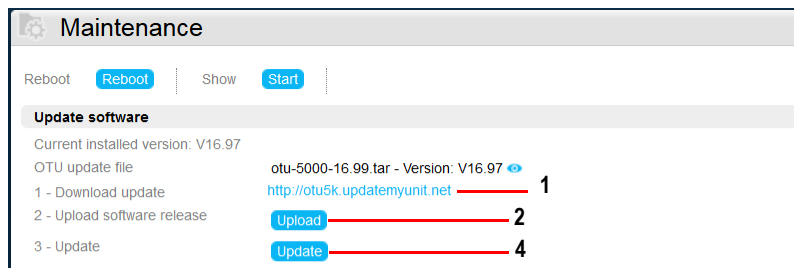 Maintenance
Reboot Reboot Show Start
Update software
Current installed version: V16.97
OTU update file otu-5000-16.99.tar - Version: V16.97
1 - Download update http://otu5k.updatemyunit.net 1
2 - Upload software release Upload 2
3 - Update Update 4